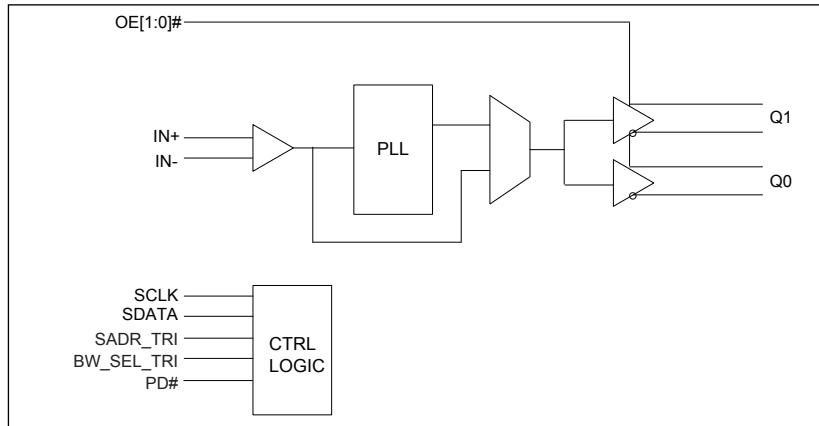 OE[1:0]#
IN+
IN-
PLL
Q1
Q0
SCLK
SDATA
SADR_TRI
BW_SEL_TRI
PD#
CTRL
LOGIC